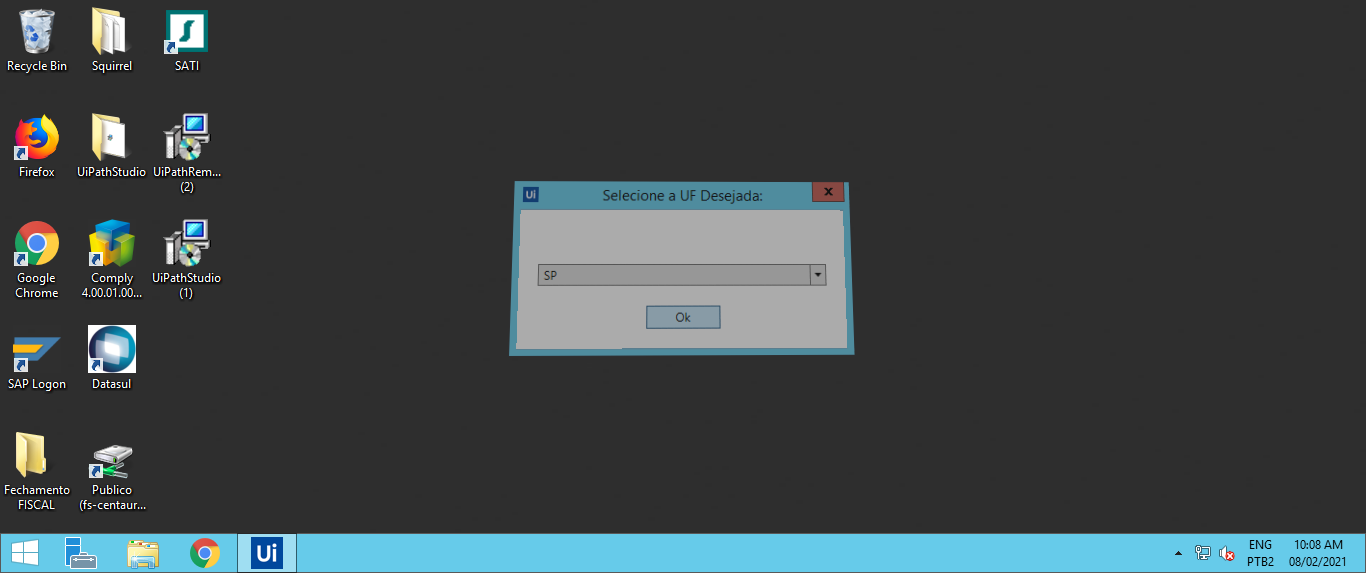 Recycle Bin
Squirrel
SATI
Firefox
UiPathStudio
UiPathRem...
(2)
Google
Chrome
Comply
4.00.01.00...
UiPathStudio
(1)
SAP Logon
Datasul
Fechamento
FISCAL
Publico
(fs-centaur...
Ui
Selecione a UF Desejada:
x
SP
Ok
Ui
ENG
PTB2
10:08 AM
08/02/2021